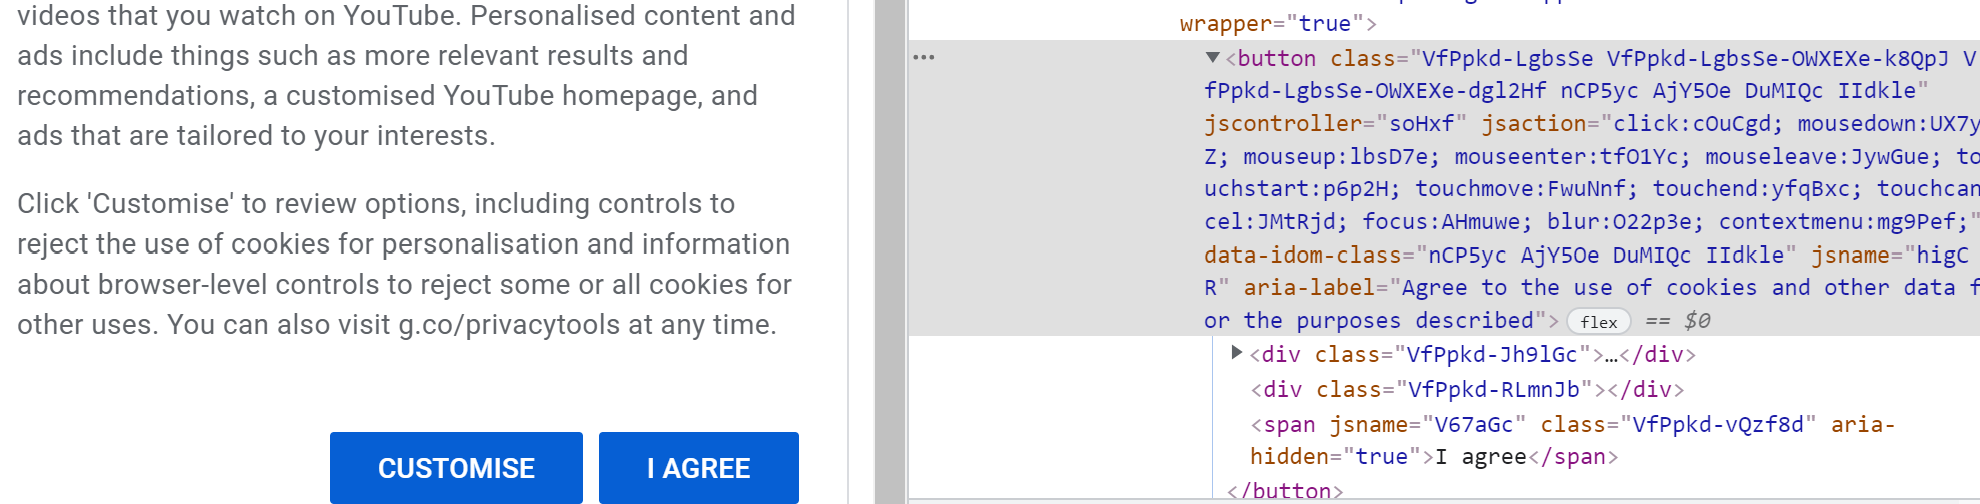 videos that you watch on YouTube. Personalised content and
ads include things such as more relevant results and
recommendations, a customised YouTube homepage, and
ads that are tailored to your interests.
Click 'Customise' to review options, including controls to
reject the use of cookies for personalisation and information
about browser-level controls to reject some or all cookies for
other uses. You can also visit g.co/privacytools at any time.
CUSTOMISE I AGREE
wrapper="true">
… ▼<button class="VfPpkd-LgbsSe VfPpkd-LgbsSe-OWXEXe-k8QpJ V
fPpkd-LgbsSe-OWXEXe-dgl2Hf nCP5yc AjY5Oe DuMIQc IIdkle"
jscontroller="soHxf" jsaction="click:cOuCgd; mousedown:UX7y
Z; mouseup:lbsD7e; mouseenter:tfO1Yc; mouseleave:JywGue; to
uchstart:p6p2H; touchmove:FwuNnf; touchend:yfqBxc; touchcan
cel:JMtRjd; focus:AHmuwe; blur:O22p3e; contextmenu:mg9Pef;"
data-idom-class="nCP5yc AjY5Oe DuMIQc IIdkle" jsname="higC
R" aria-label="Agree to the use of cookies and other data f
or the purposes described"> flex == $0
▶<div class="VfPpkd-Jh9lGc">…</div>
<div class="VfPpkd-RLmnJb"></div>
<span jsname="V67aGc" class="VfPpkd-vQzf8d" aria-
hidden="true">I agree</span>
</button>